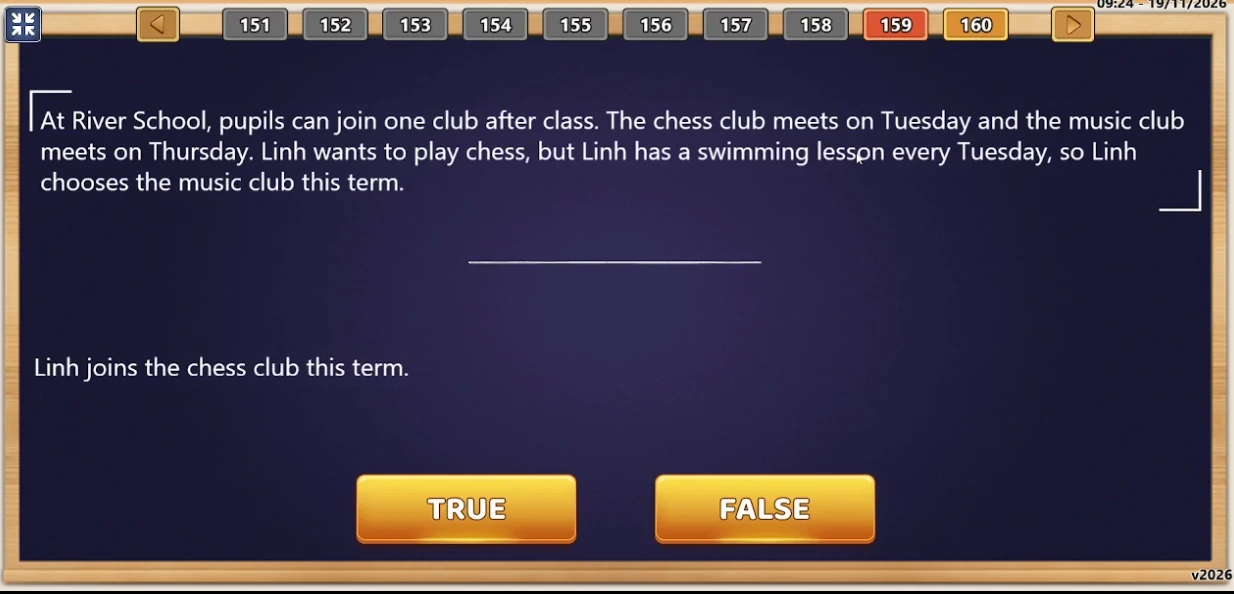 09:24 - 19/11/2026
151 152 153 154 155 156 157 158 159 160
At River School, pupils can join one club after class. The chess club meets on Tuesday and the music club
meets on Thursday. Linh wants to play chess, but Linh has a swimming lesson every Tuesday, so Linh
chooses the music club this term.
Linh joins the chess club this term.
TRUE FALSE
v2026